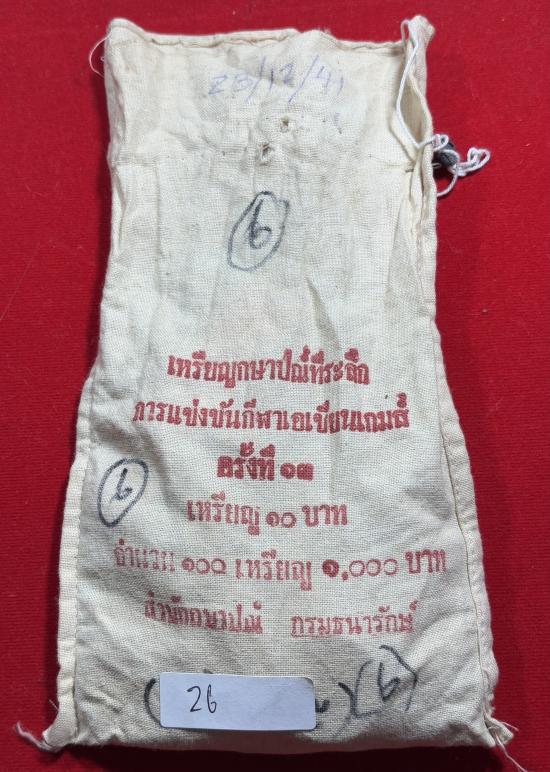 23/12/41
6
เหรียญกษาปณ์ที่ระลึก
การแข่งขันกีฬาเอเชียนเกมส์
ครั้งที่ ๑๓
6
เหรียญ ๑๐ บาท
จำนวน ๑๐๐ เหรียญ ๑,๐๐๐ บาท
สำนักกษาปณ์ กรมธนารักษ์
26
(6)